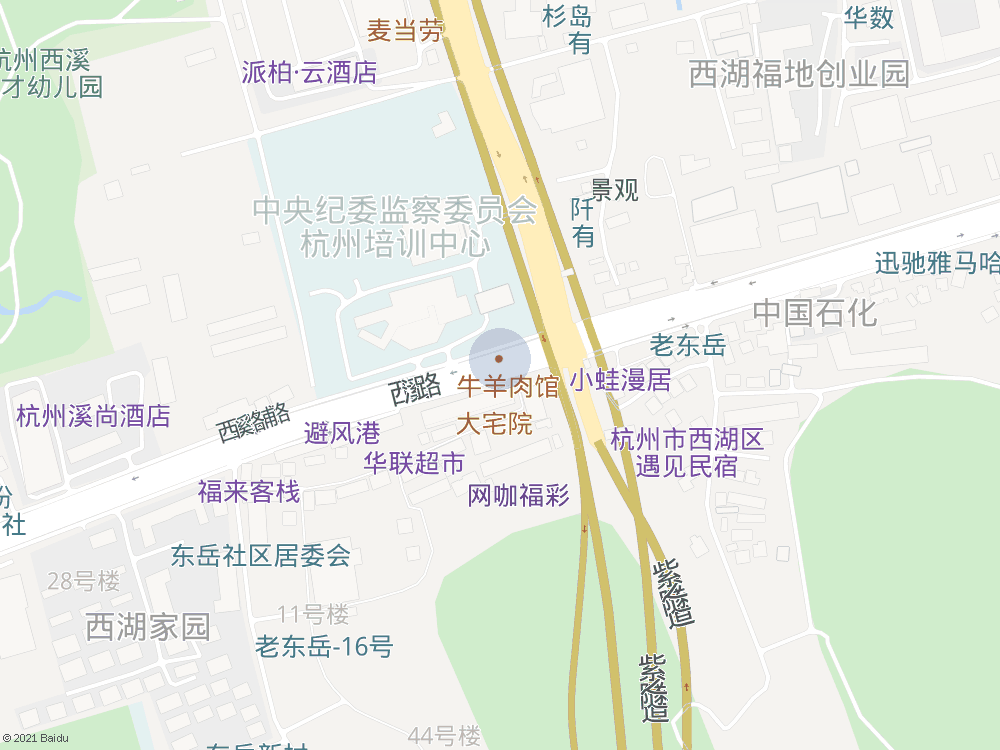 麦当劳
杉岛
有
华数
杭州西溪
才幼儿园
派柏·云酒店
西湖福地创业园
景观
阡
有
中央纪委监察委员会
杭州培训中心
迅驰雅马哈
中国石化
老东岳
牛羊肉馆
小蛙漫居
西溪路
杭州溪尚酒店
西溪路辅路
大宅院
避风港
杭州市西湖区
遇见民宿
华联超市
福来客栈
网咖福彩
份
社
东岳社区居委会
28号楼
11号楼
西湖家园
老东岳-16号
紫之隧道
紫之隧道
44号楼
东岳新村
© 2021 Baidu